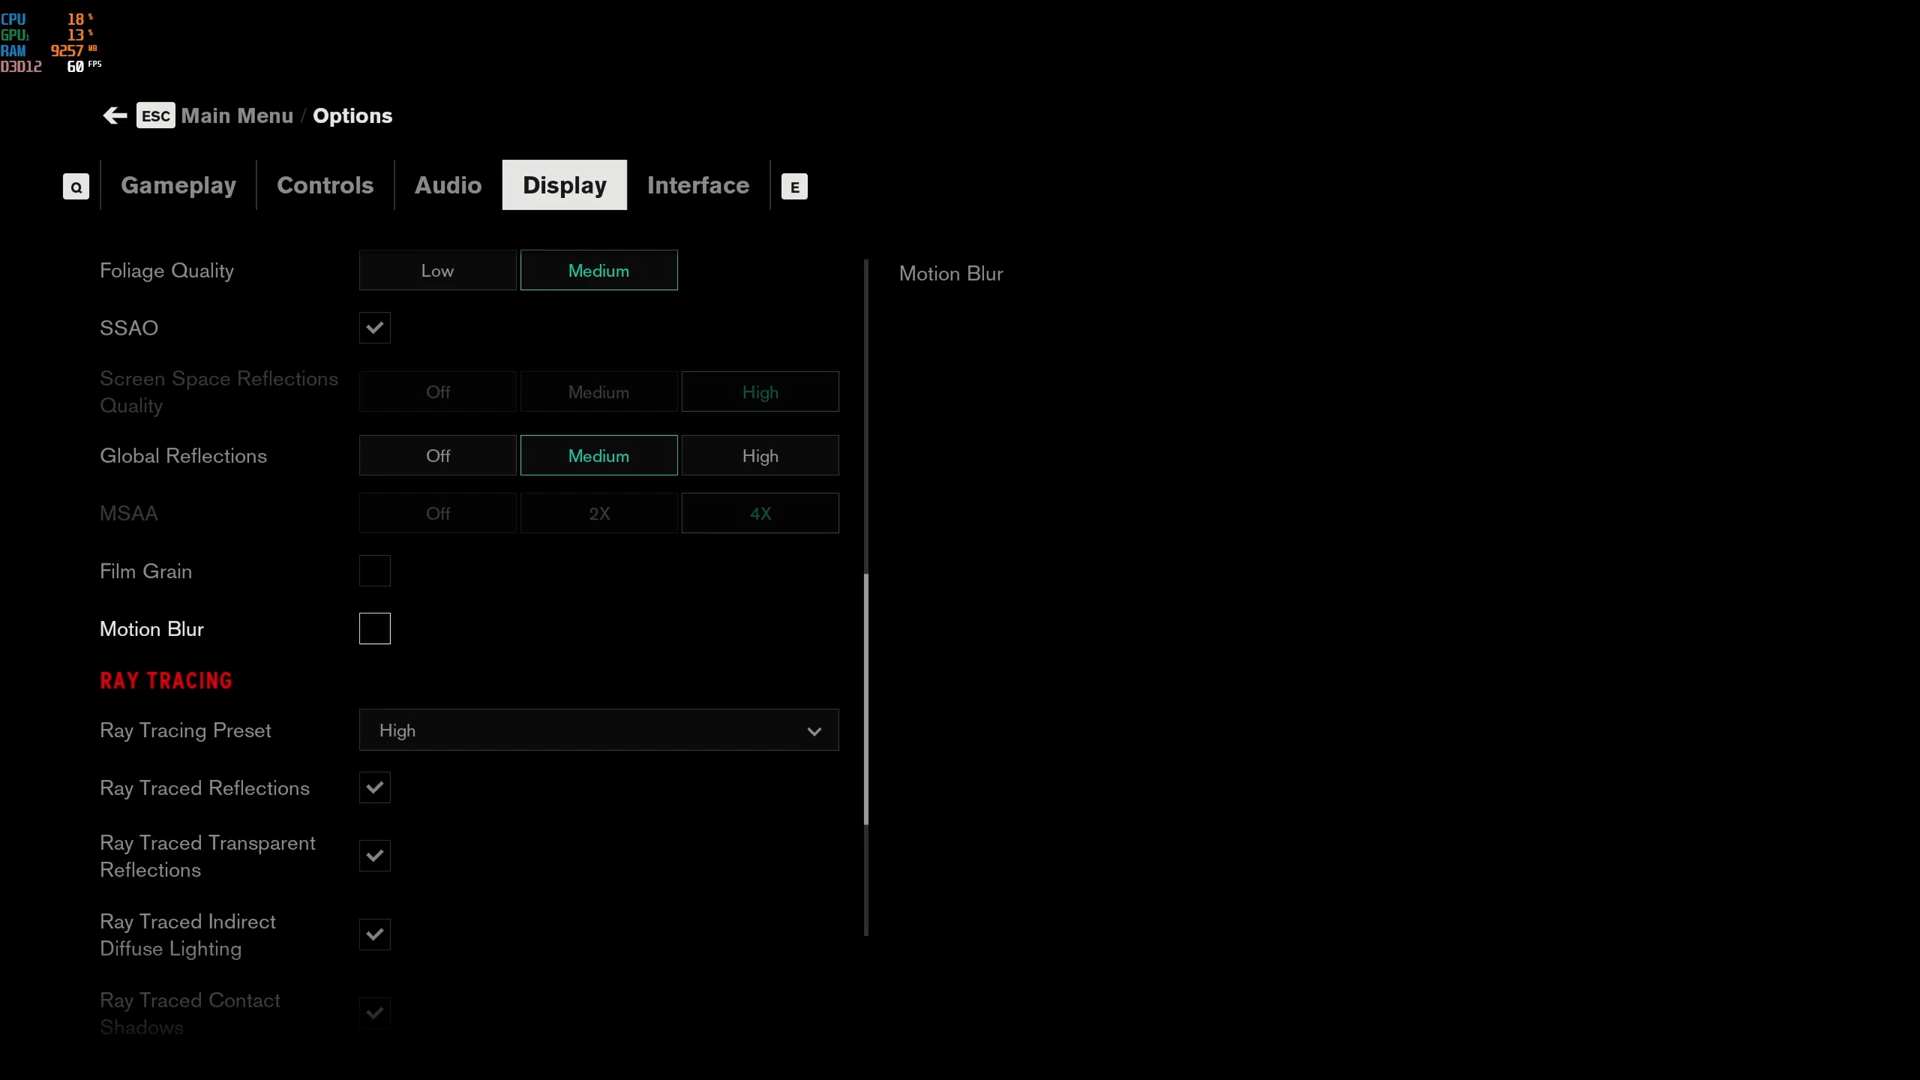 CPU 18 %
GPU1 13 %
RAM 9257 MB
D3D12 60 FPS
ESC Main Menu / Options
Q Gameplay Controls Audio Display Interface E
Foliage Quality Low Medium
Motion Blur
SSAO
Screen Space Reflections
Quality
Off Medium High
Global Reflections Off Medium High
MSAA Off 2X 4X
Film Grain
Motion Blur
RAY TRACING
Ray Tracing Preset High
Ray Traced Reflections
Ray Traced Transparent
Reflections
Ray Traced Indirect
Diffuse Lighting
Ray Traced Contact
Shadows